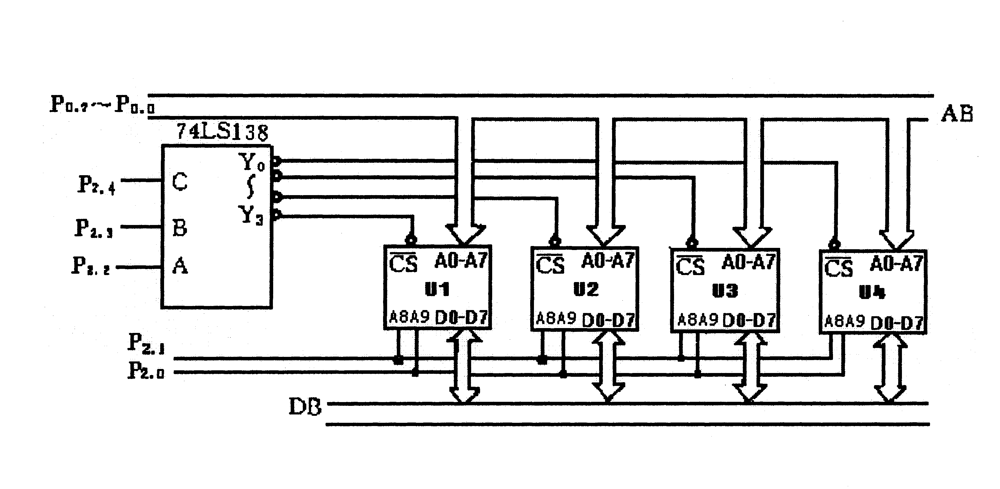 P0.7~P0.0
AB
74LS138
Y0
P2.4 C
Y3
P2.3 B
P2.2 A
CS A0-A7 CS A0-A7 CS A0-A7 CS A0-A7
U1 U2 U3 U4
A8A9 D0-D7 A8A9 D0-D7 A8A9 D0-D7 A8A9 D0-D7
P2.1
P2.0
DB